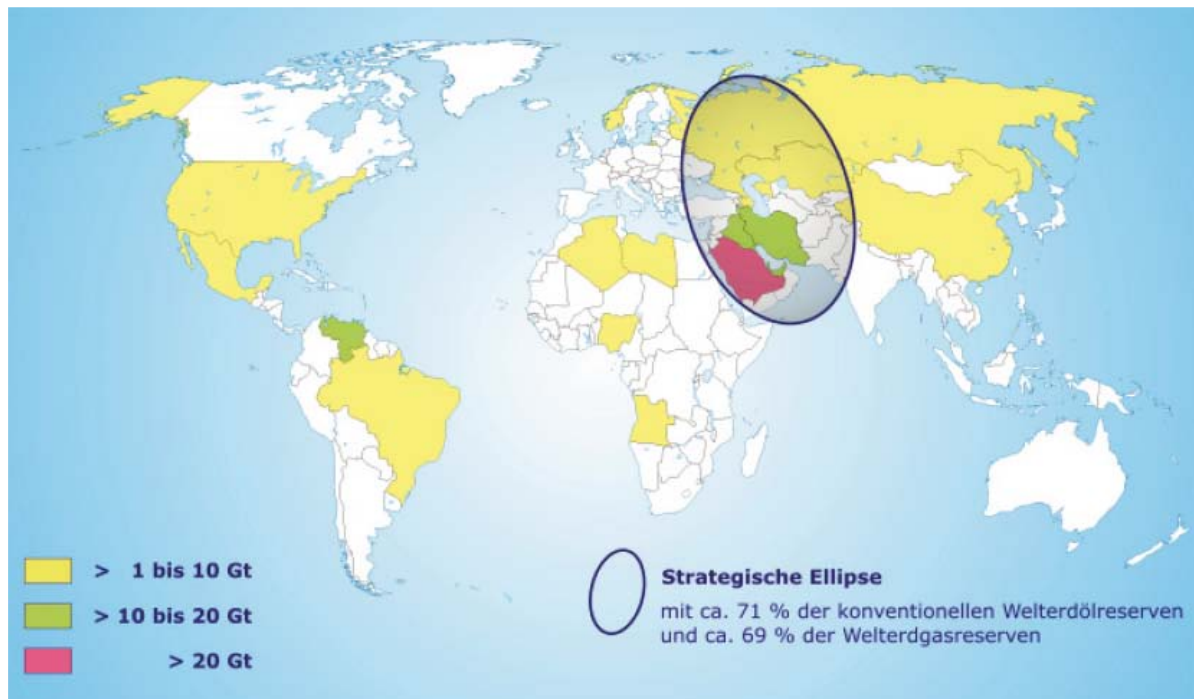 > 1 bis 10 Gt
> 10 bis 20 Gt
> 20 Gt
Strategische Ellipse
mit ca. 71 % der konventionellen Welterdölreserven
und ca. 69 % der Welterdgasreserven